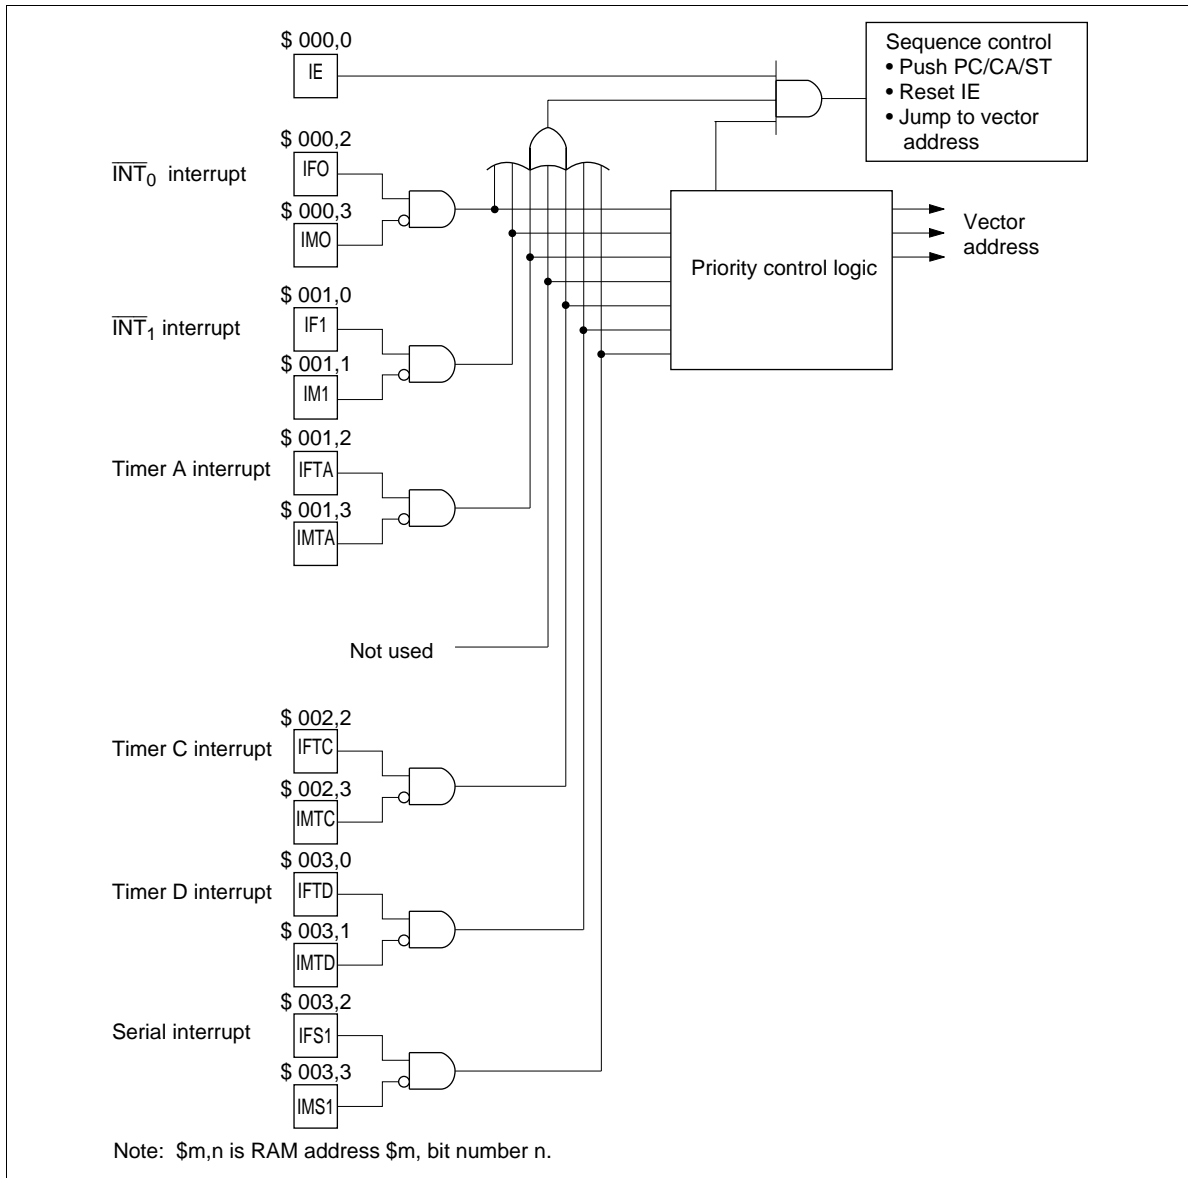 $ 000,0
IE
Sequence control
• Push PC/CA/ST
• Reset IE
• Jump to vector
address
$ 000,2
INT0 interrupt
IFO
$ 000,3
IMO
Vector
address
Priority control logic
$ 001,0
INT1 interrupt
IF1
$ 001,1
IM1
$ 001,2
Timer A interrupt
IFTA
$ 001,3
IMTA
Not used
$ 002,2
Timer C interrupt
IFTC
$ 002,3
IMTC
$ 003,0
Timer D interrupt
IFTD
$ 003,1
IMTD
$ 003,2
Serial interrupt
IFS1
$ 003,3
IMS1
Note: $m,n is RAM address $m, bit number n.